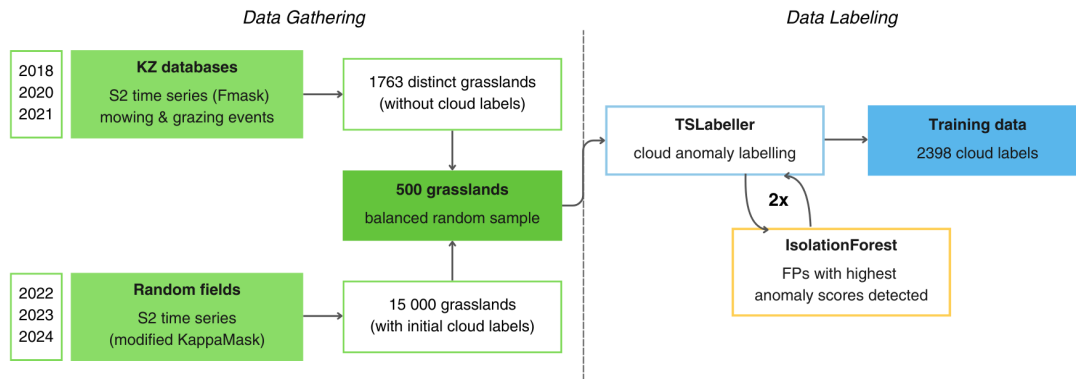 Data Gathering
Data Labeling
2018
2020
2021
KZ databases
S2 time series (Fmask)
mowing & grazing events
1763 distinct grasslands
(without cloud labels)
500 grasslands
balanced random sample
2022
2023
2024
Random fields
S2 time series
(modified KappaMask)
15 000 grasslands
(with initial cloud labels)
TSLabeller
cloud anomaly labelling
Training data
2398 cloud labels
2x
IsolationForest
FPs with highest
anomaly scores detected